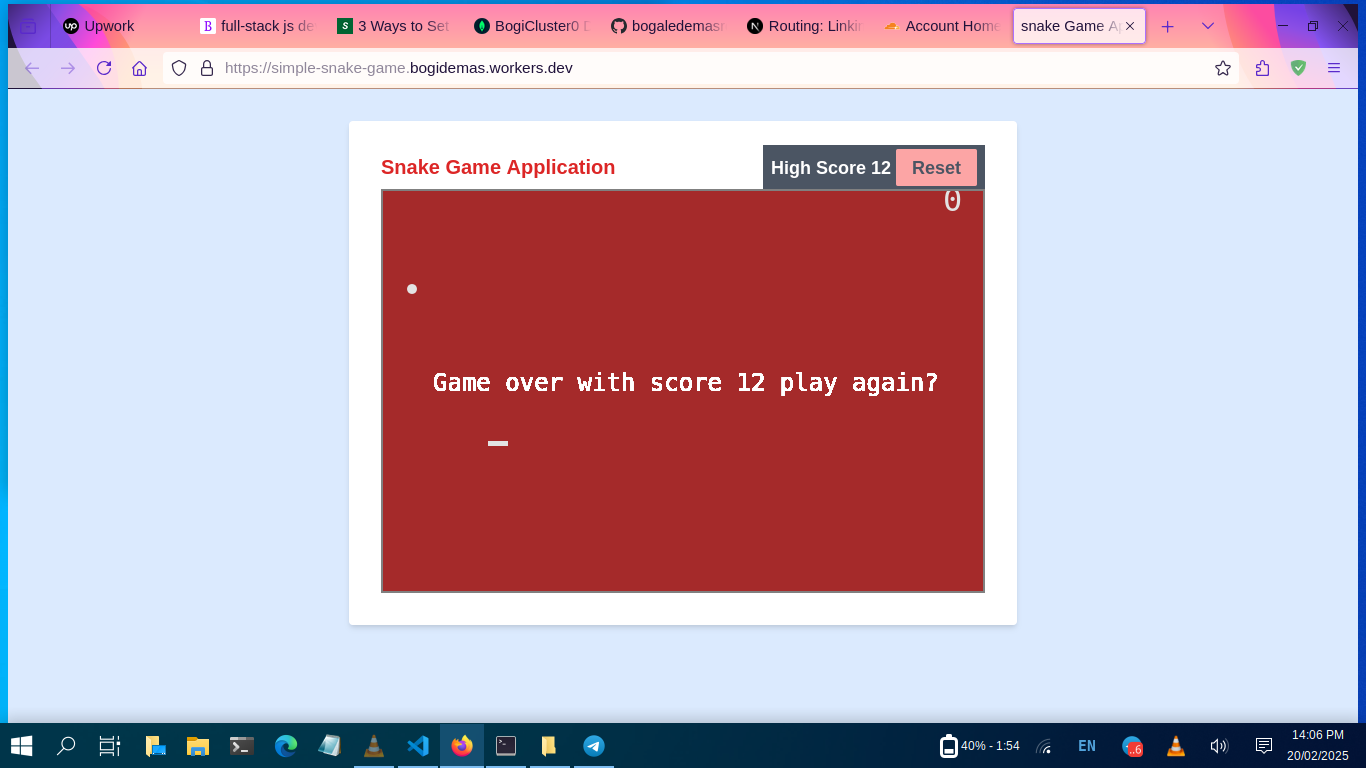 Upwork
full-stack js de
3 Ways to Set
BogiCluster0 D
bogaledemasm
Routing: Linkin
Account Home
snake Game Ap
https://simple-snake-game.bogidemas.workers.dev
Snake Game Application
High Score 12
Reset
0
Game over with score 12 play again?
40% - 1:54
EN
..6
14:06 PM
20/02/2025